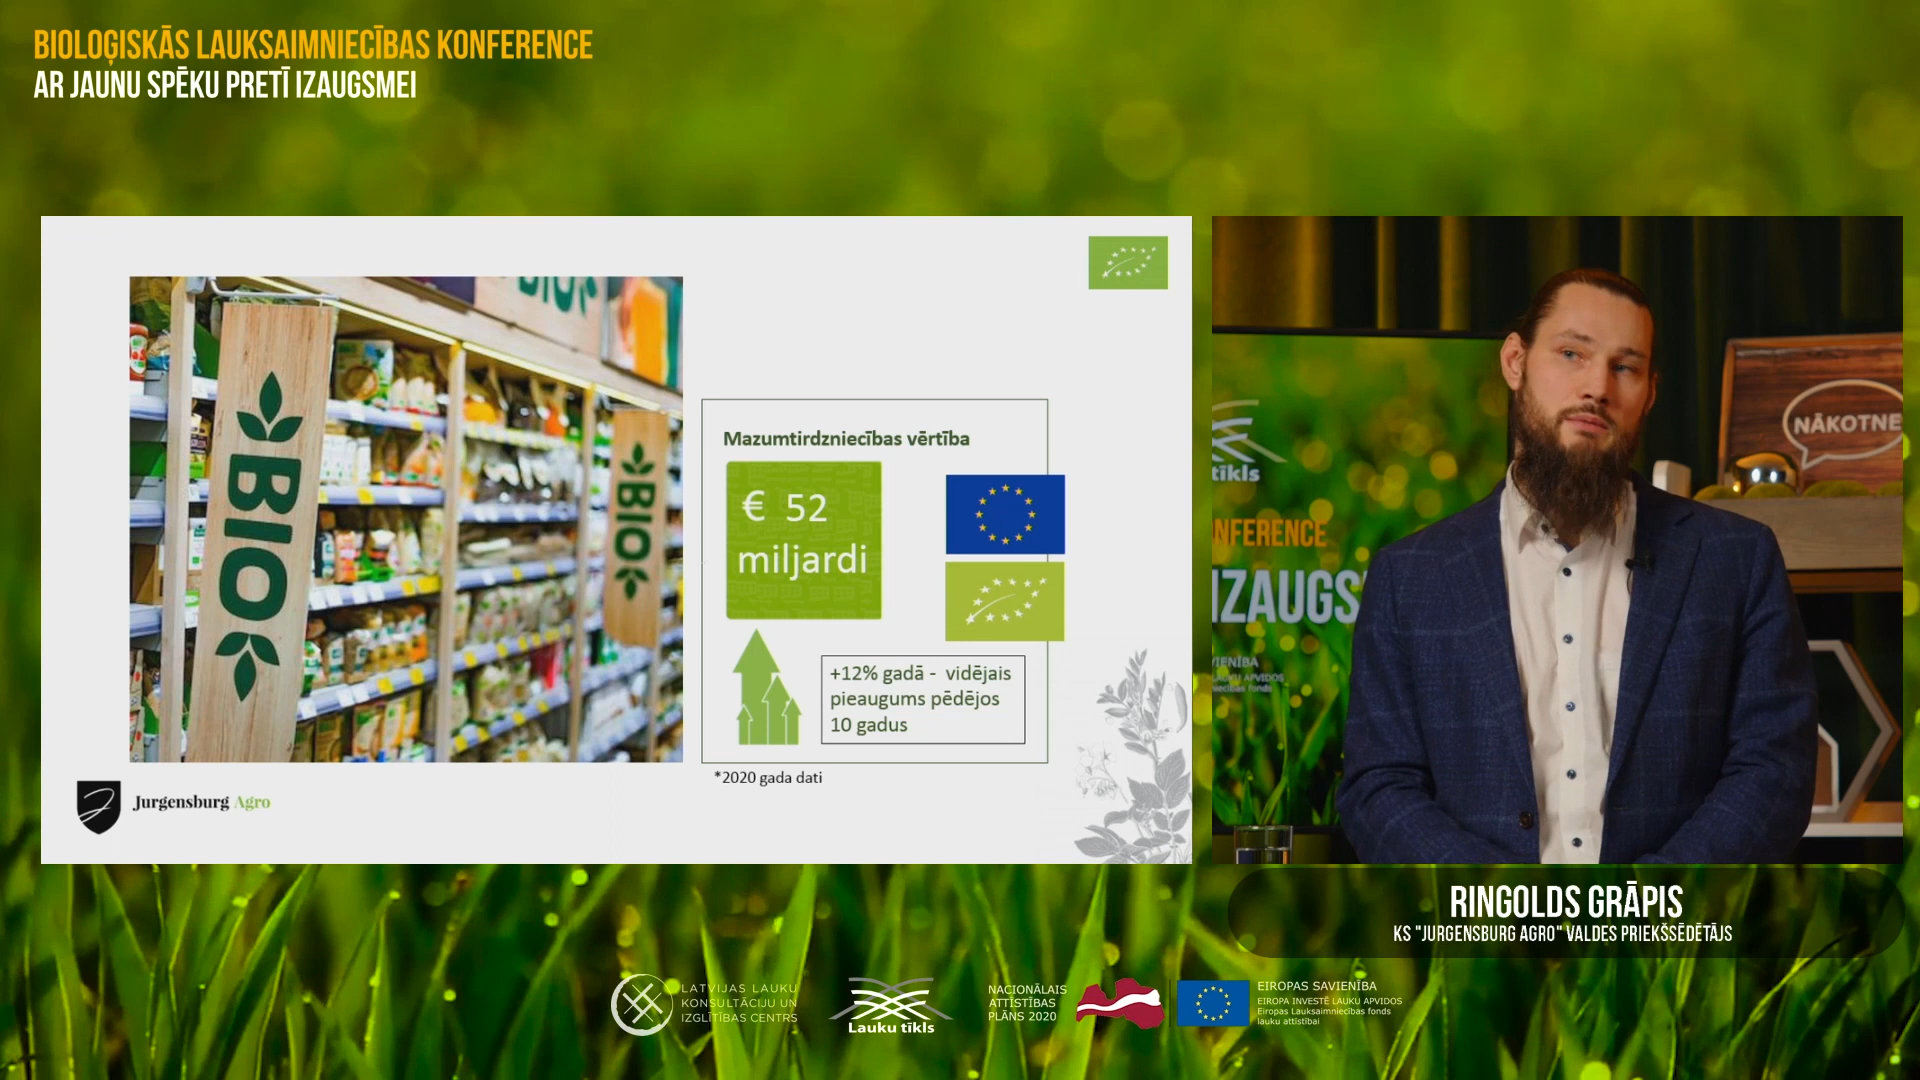 BIOLOĢISKĀS LAUKSAIMNIECĪBAS KONFERENCE
AR JAUNU SPĒKU PRETĪ IZAUGSMEI
BIO
BIO
BIO
Mazumtirdzniecības vērtība
€ 52
miljardi
+12% gadā - vidējais
pieaugums pēdējos
10 gadus
*2020 gada dati
Jurgensburg Agro
tīkls
NFERENCE
IZAUGS
VIENĪBA
NĀKOTNE
RINGOLDS GRĀPIS
KS "JURGENSBURG AGRO" VALDES PRIEKŠSĒDĒTĀJS
LATVIJAS LAUKU
KONSULTĀCIJU UN
IZGLĪTĪBAS CENTRS
Lauku tīkls
NACIONĀLAIS
ATTĪSTĪBAS
PLĀNS 2020
EIROPAS SAVIENĪBA
EIROPA INVESTĒ LAUKU APVIDOS
Eiropas Lauksaimniecības fonds
lauku attīstībai